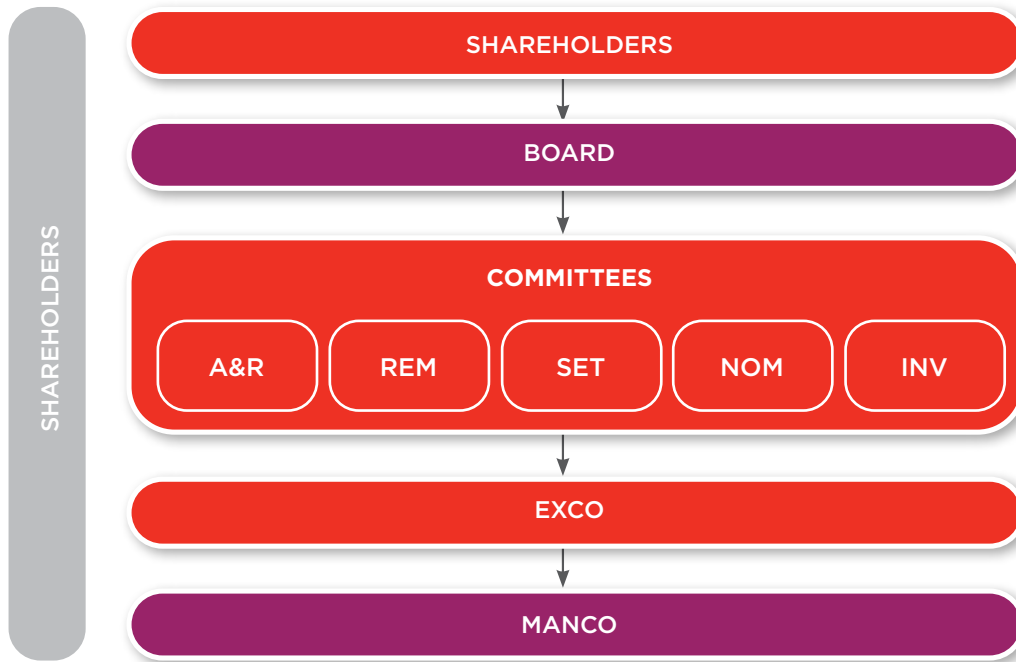 SHAREHOLDERS
SHAREHOLDERS
BOARD
COMMITTEES
A&R
REM
SET
NOM
INV
EXCO
MANCO